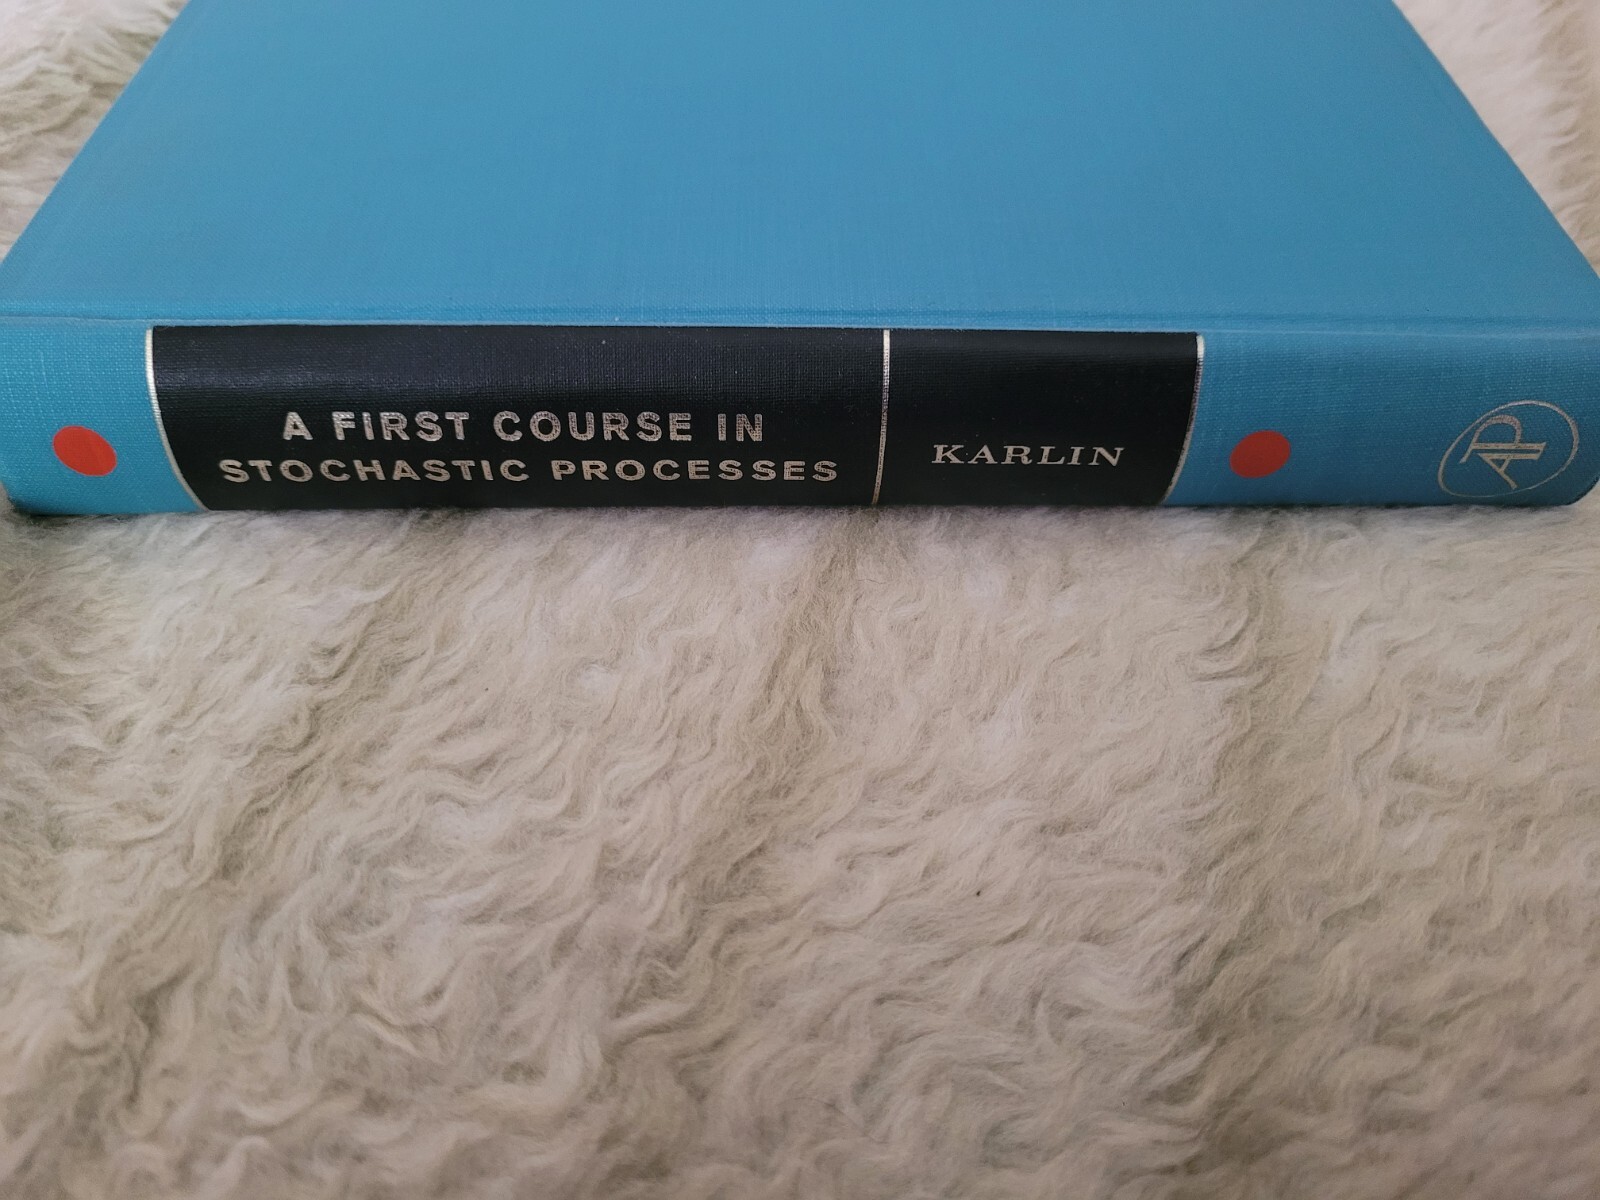 A FIRST COURSE IN
STOCHASTIC PROCESSES
KARLIN
AP